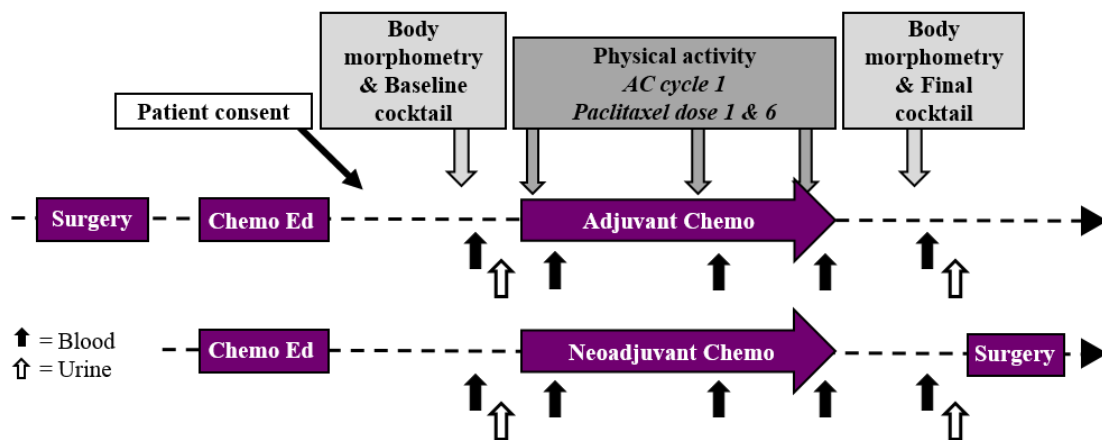 Body
morphometry
& Baseline
cocktail
Physical activity
AC cycle 1
Paclitaxel dose 1 & 6
Body
morphometry
& Final
cocktail
Patient consent
Surgery
Chemo Ed
Adjuvant Chemo
= Blood
= Urine
Chemo Ed
Neoadjuvant Chemo
Surgery